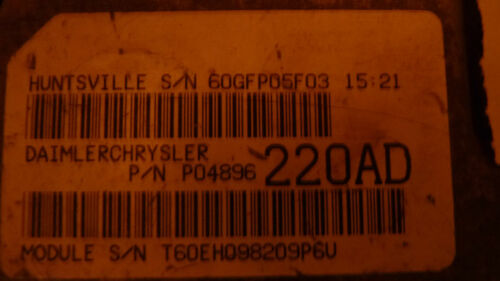 HUNTSVILLE S/N 60GFP05F03 15:21
DAIMLERCHRYSLER
P/N P04896 220AD
MODULE S/N T60EH098209P6U